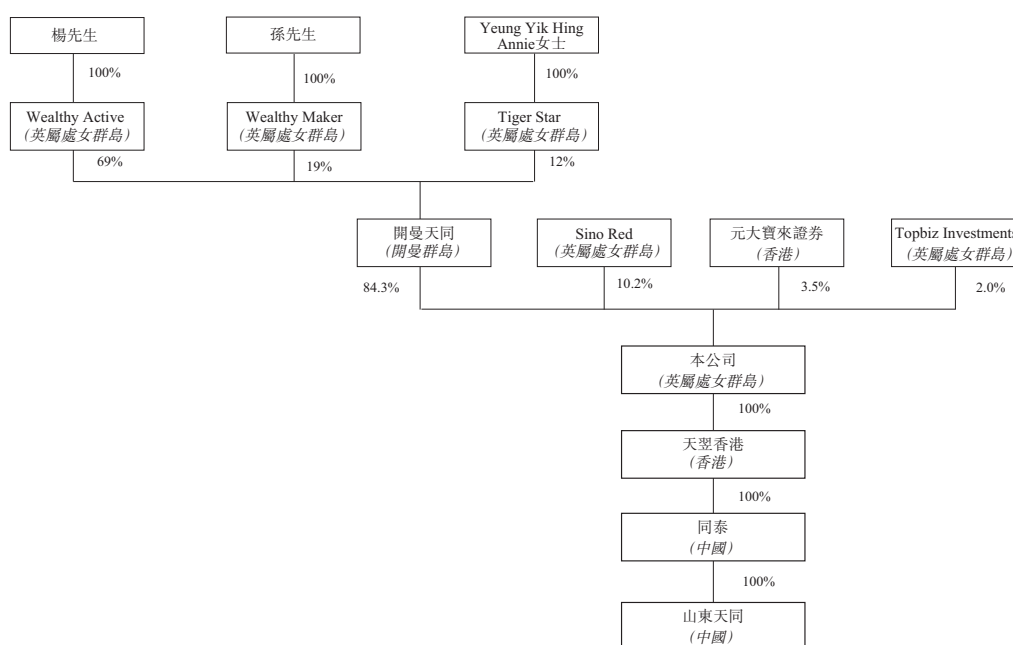 楊先生
孫先生
Yeung Yik Hing
Annie女士
100%
100%
100%
Wealthy Active
(英屬處女群島)
Wealthy Maker
(英屬處女群島)
Tiger Star
(英屬處女群島)
69%
19%
12%
開曼天同
(開曼群島)
Sino Red
(英屬處女群島)
元大寶來證券
(香港)
Topbiz Investments
(英屬處女群島)
84.3%
10.2%
3.5%
2.0%
本公司
(英屬處女群島)
100%
天翌香港
(香港)
100%
同泰
(中國)
100%
山東天同
(中國)